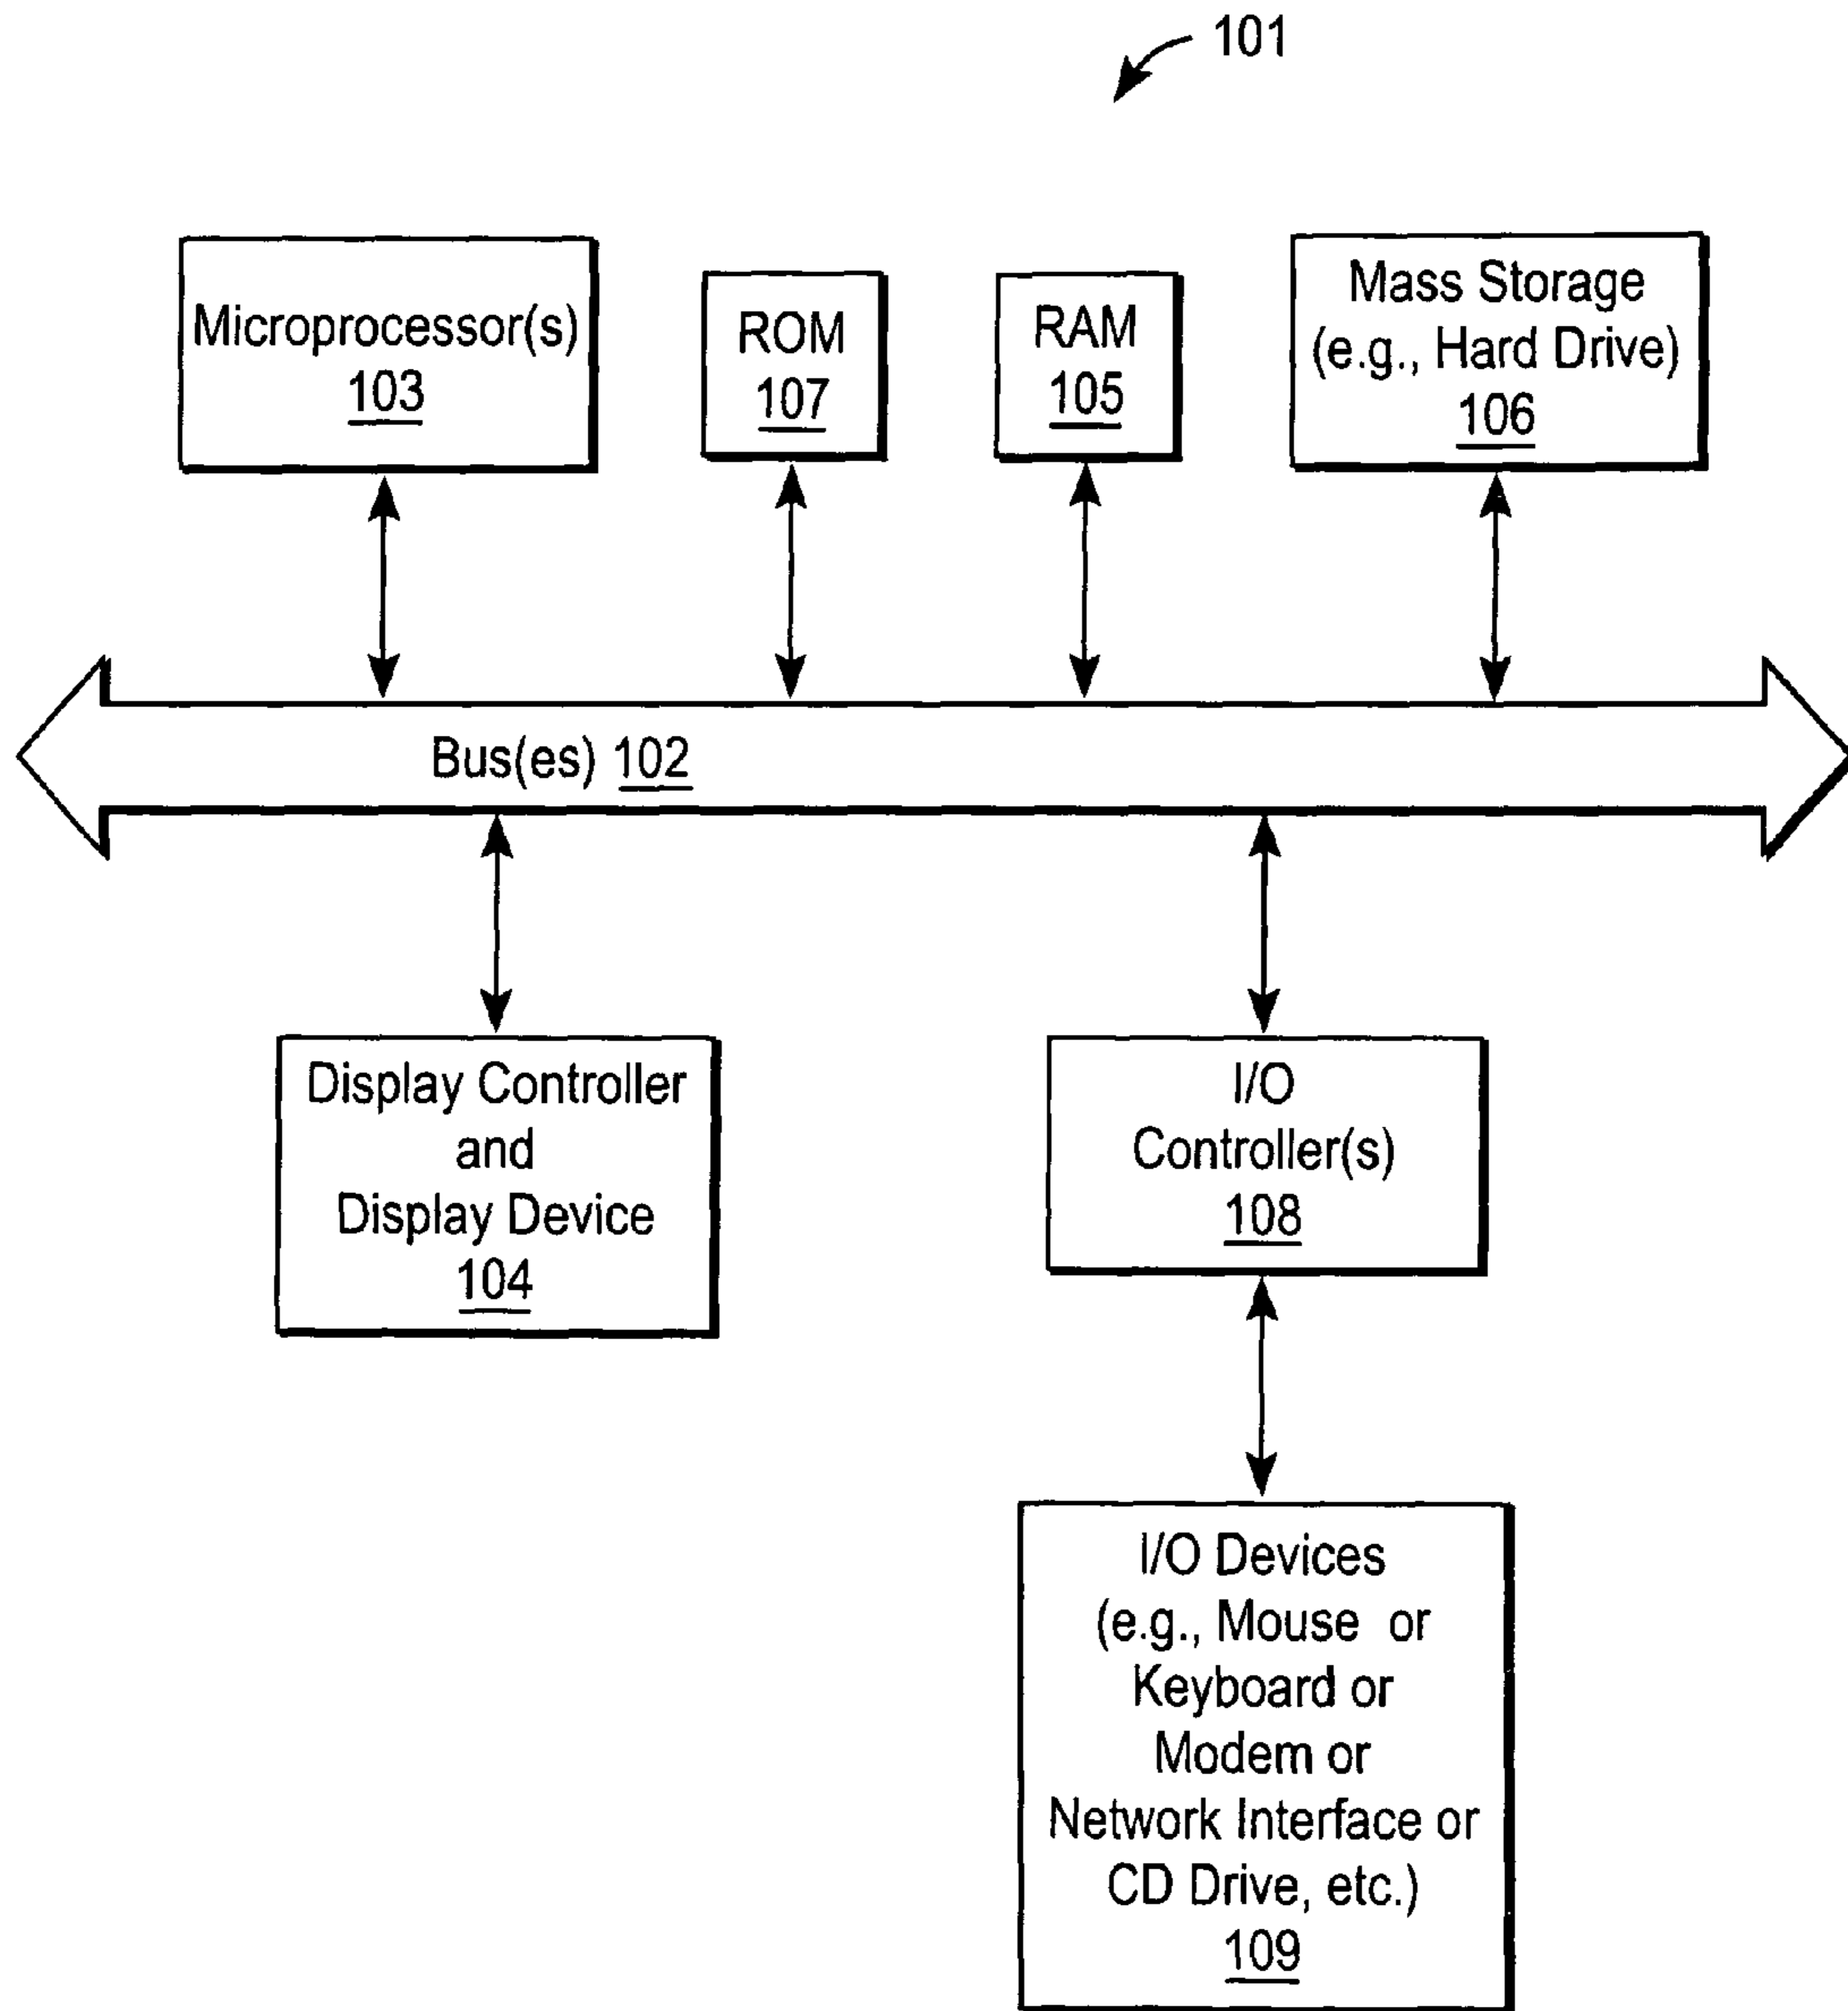 101
Microprocessor(s)
103
ROM
107
RAM
105
Mass Storage
(e.g., Hard Drive)
106
Bus(es) 102
Display Controller
and
Display Device
104
I/O
Controller(s)
108
I/O Devices
(e.g., Mouse or
Keyboard or
Modem or
Network Interface or
CD Drive, etc.)
109